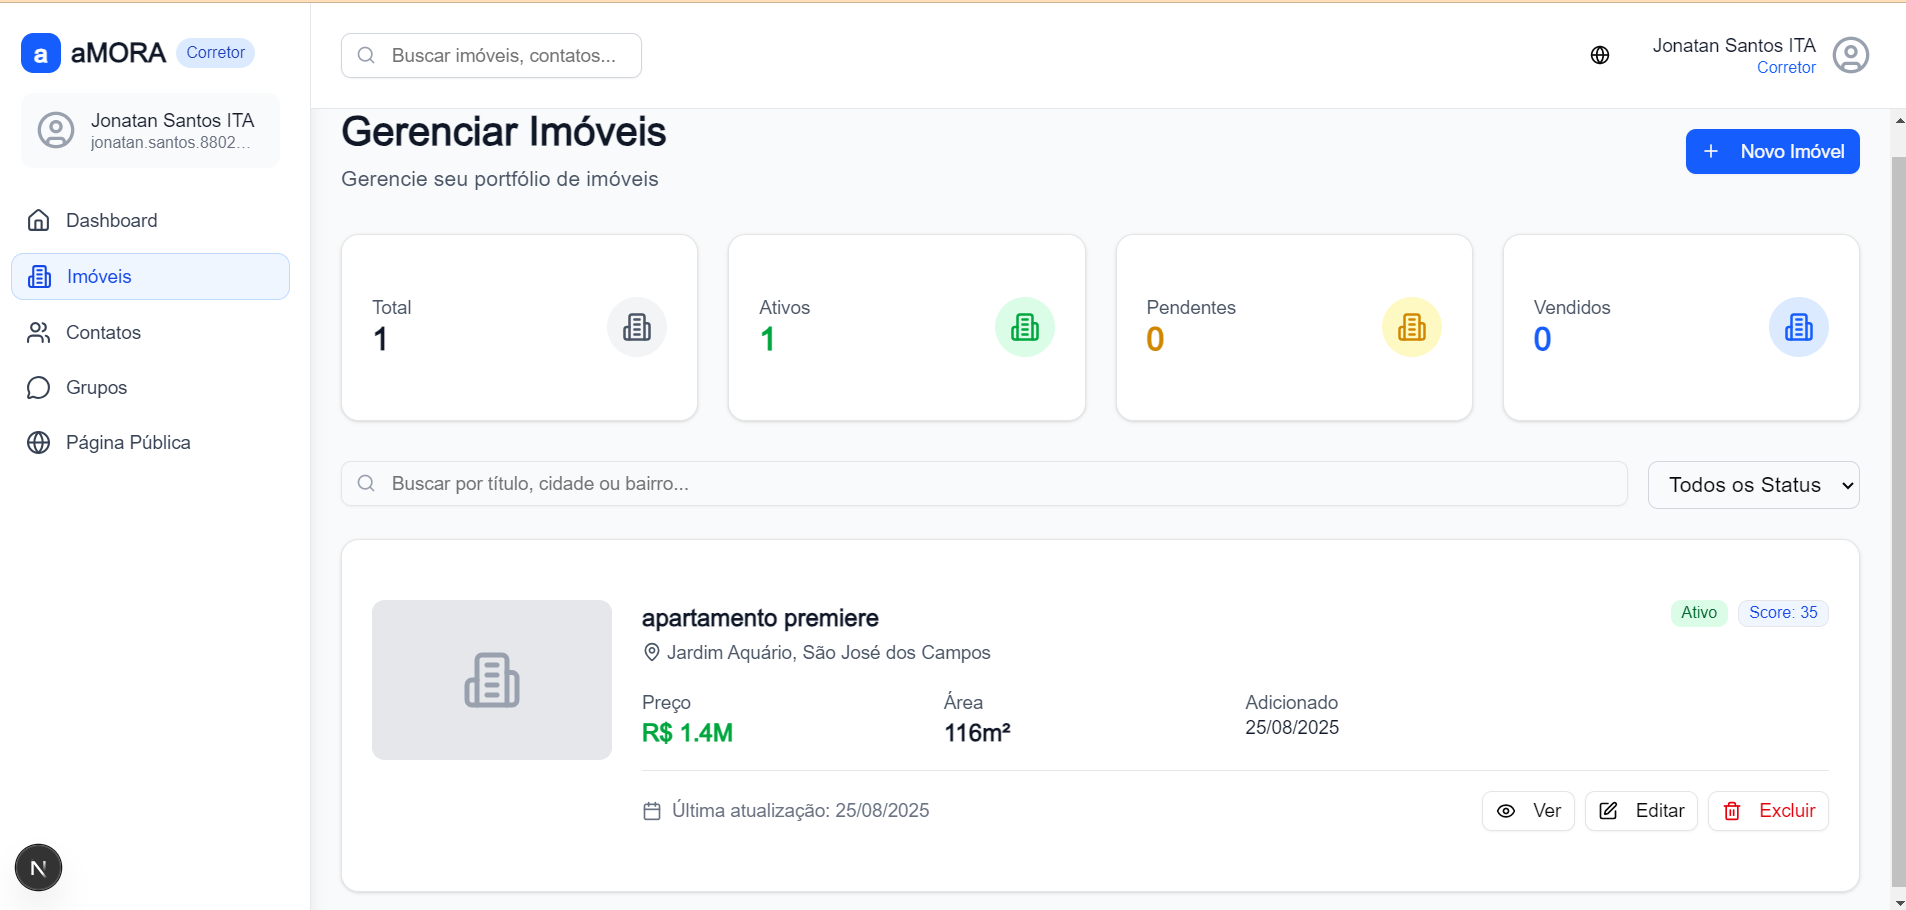 a aMORA Corretor
Jonatan Santos ITA
jonatan.santos.8802...
Dashboard
Imóveis
Contatos
Grupos
Página Pública
N
Buscar imóveis, contatos...
Jonatan Santos ITA
Corretor
Gerenciar Imóveis
Gerencie seu portfólio de imóveis
+ Novo Imóvel
Total
1
Ativos
1
Pendentes
0
Vendidos
0
Buscar por título, cidade ou bairro...
Todos os Status
apartamento premiere
Ativo Score: 35
Jardim Aquário, São José dos Campos
Preço
R$ 1.4M
Área
116m²
Adicionado
25/08/2025
Última atualização: 25/08/2025
Ver
Editar
Excluir